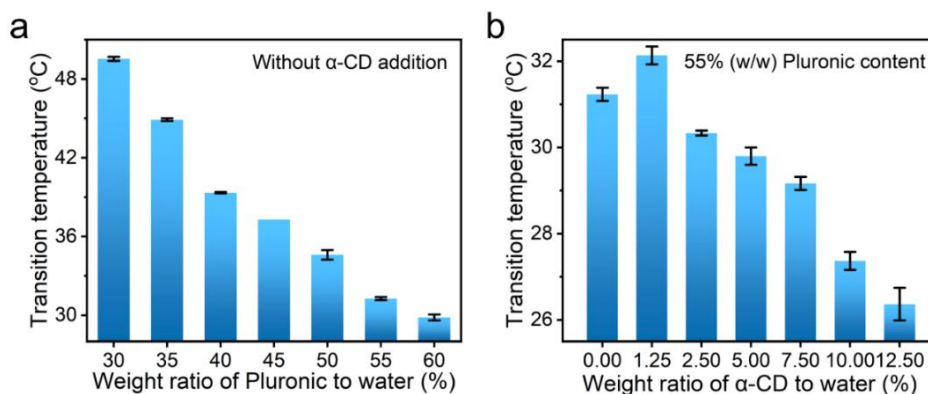 a
Without α-CD addition
Transition temperature (°C)
48
42
36
30
30 35 40 45 50 55 60
Weight ratio of Pluronic to water (%)
b
55% (w/w) Pluronic content
Transition temperature (°C)
32
30
28
26
0.00 1.25 2.50 5.00 7.50 10.00 12.50
Weight ratio of α-CD to water (%)